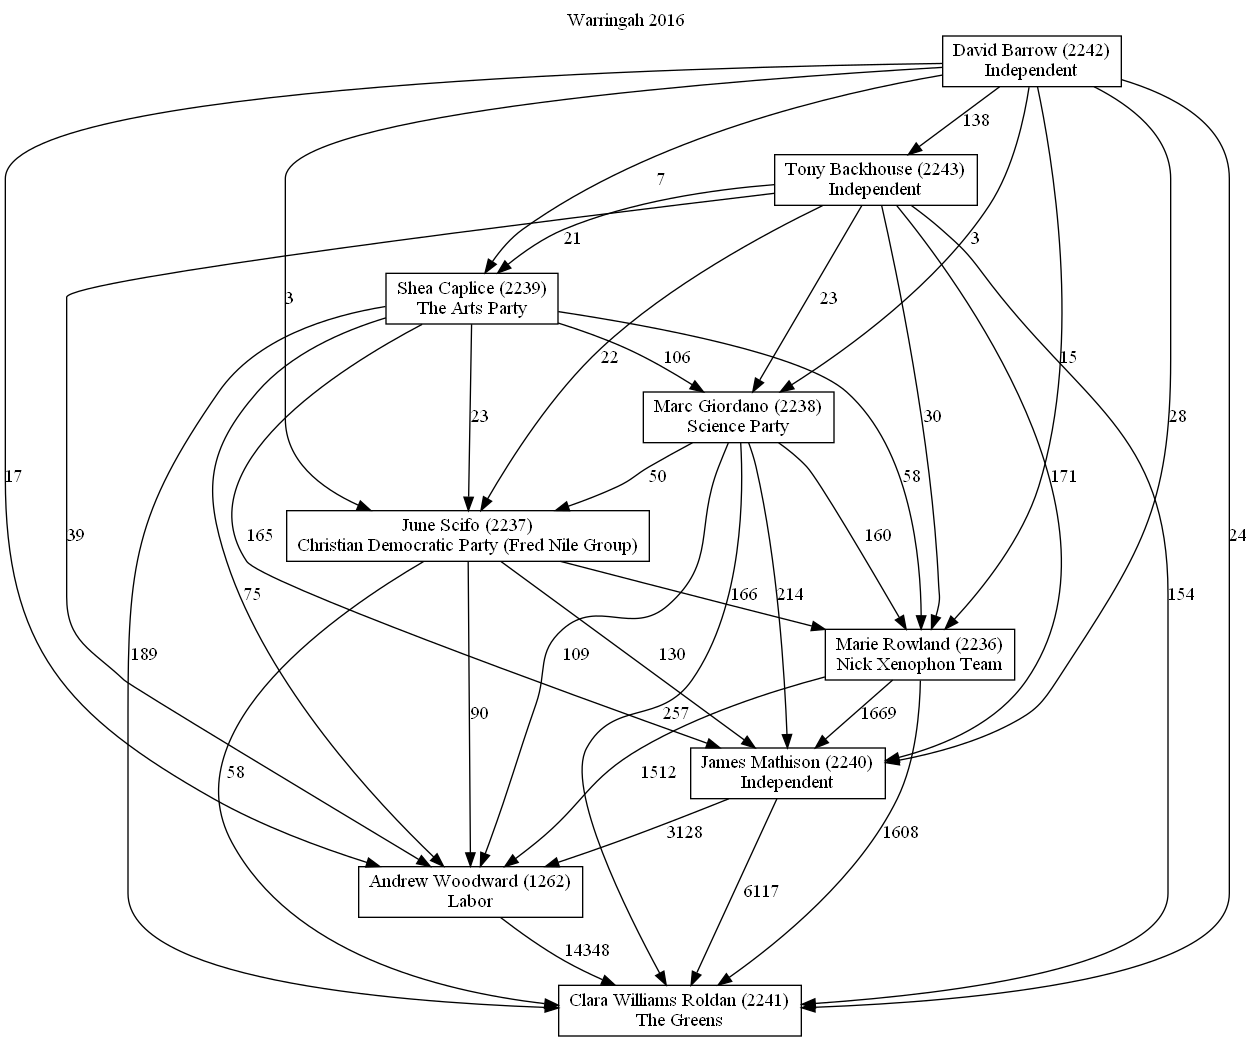 Warringah 2016
David Barrow (2242)
Independent
138
Tony Backhouse (2243)
Independent
7
21
3
Shea Caplice (2239)
The Arts Party
3
23
22
106
15
Marc Giordano (2238)
Science Party
23
30
28
17
50
58
171
39
June Scifo (2237)
Christian Democratic Party (Fred Nile Group)
165
160
24
75
166
214
154
189
109
130
Marie Rowland (2236)
Nick Xenophon Team
90
257
1669
58
1512
James Mathison (2240)
Independent
3128
1608
Andrew Woodward (1262)
Labor
6117
14348
Clara Williams Roldan (2241)
The Greens